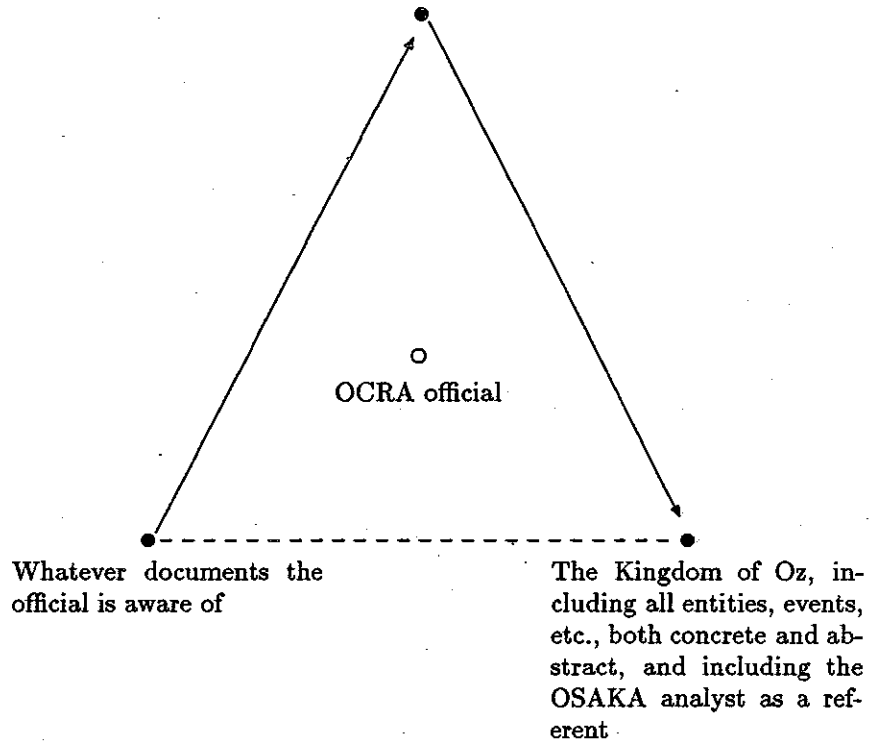 OCRA official
Whatever documents the
official is aware of
The Kingdom of Oz, in-
cluding all entities, events,
etc., both concrete and ab-
stract, and including the
OSAKA analyst as a ref-
erent